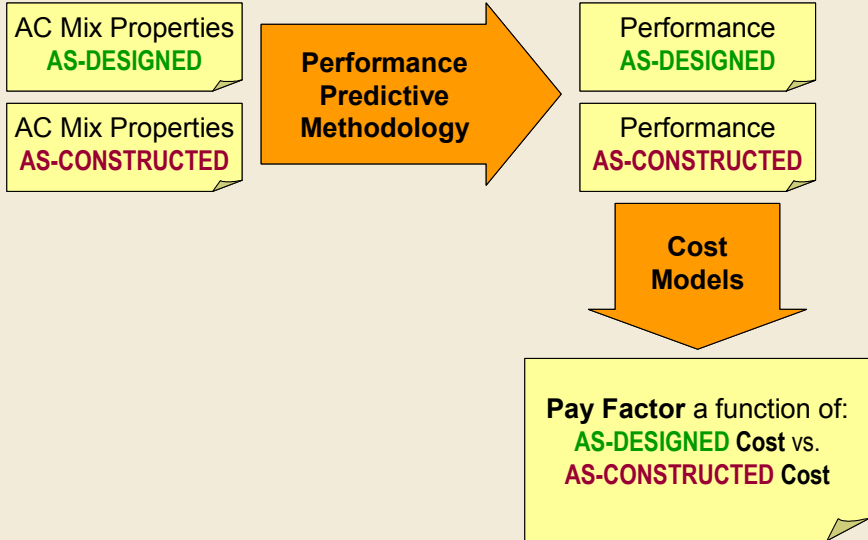 AC Mix Properties
AS-DESIGNED
AC Mix Properties
AS-CONSTRUCTED
Performance
Predictive
Methodology
Performance
AS-DESIGNED
Performance
AS-CONSTRUCTED
Cost
Models
Pay Factor a function of:
AS-DESIGNED Cost vs.
AS-CONSTRUCTED Cost